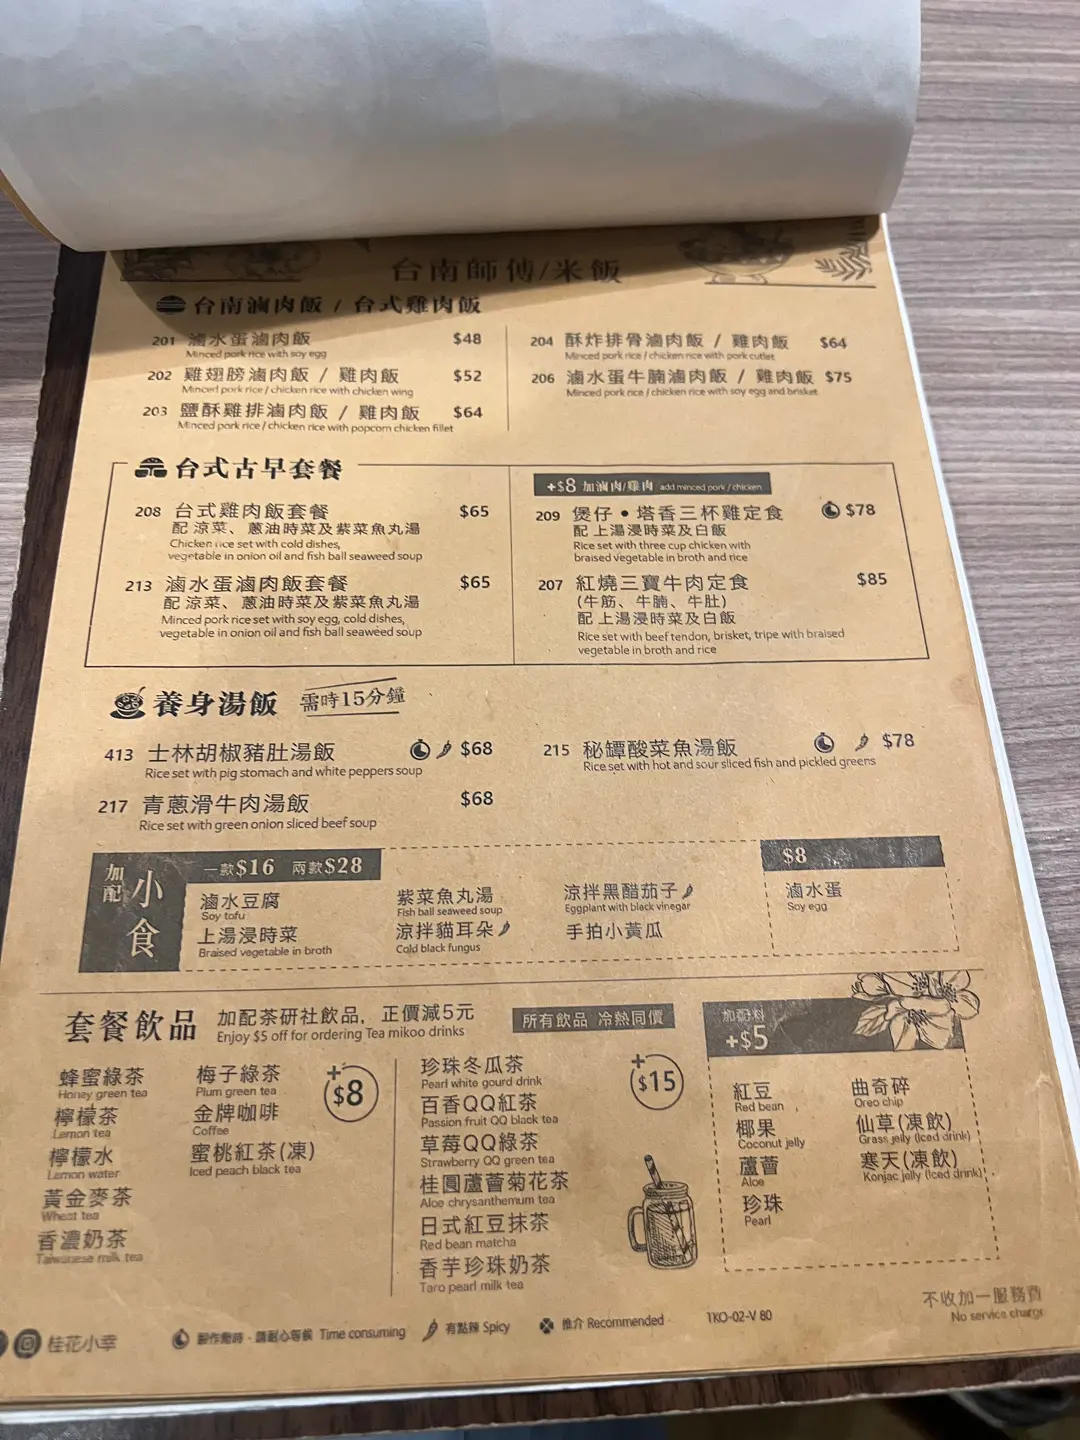 台南師傅/米飯
台南滷肉飯 / 台式雞肉飯
201 滷水蛋滷肉飯 $48
Minced pork rice with soy egg
202 雞翅膀滷肉飯 / 雞肉飯 $52
Minced pork rice / chicken rice with chicken wing
203 鹽酥雞排滷肉飯 / 雞肉飯 $64
Minced pork rice / chicken rice with popcorn chicken fillet
204 酥炸排骨滷肉飯 / 雞肉飯 $64
Minced pork rice / chicken rice with pork cutlet
206 滷水蛋牛腩滷肉飯 / 雞肉飯 $75
Minced pork rice / chicken rice with soy egg and brisket
台式古早套餐
208 台式雞肉飯套餐 $65
配 涼菜、蔥油時菜及紫菜魚丸湯
Chicken rice set with cold dishes,
vegetable in onion oil and fish ball seaweed soup
213 滷水蛋滷肉飯套餐 $65
配 涼菜、蔥油時菜及紫菜魚丸湯
Minced pork rice set with soy egg, cold dishes,
vegetable in onion oil and fish ball seaweed soup
+$8 加滷肉/雞肉 add minced pork / chicken
209 煲仔•塔香三杯雞定食 $78
配 上湯浸時菜及白飯
Rice set with three cup chicken with
braised vegetable in broth and rice
207 紅燒三寶牛肉定食 $85
(牛筋、牛腩、牛肚)
配 上湯浸時菜及白飯
Rice set with beef tendon, brisket, tripe with braised
vegetable in broth and rice
養身湯飯 需時15分鐘
413 士林胡椒豬肚湯飯 $68
Rice set with pig stomach and white peppers soup
217 青蔥滑牛肉湯飯 $68
Rice set with green onion sliced beef soup
215 秘罈酸菜魚湯飯 $78
Rice set with hot and sour sliced fish and pickled greens
加配 小食
一款$16 兩款$28
滷水豆腐
Soy tofu
上湯浸時菜
Braised vegetable in broth
紫菜魚丸湯
Fish ball seaweed soup
涼拌貓耳朵
Cold black fungus
涼拌黑醋茄子
Eggplant with black vinegar
手拍小黃瓜
$8
滷水蛋
Soy egg
套餐飲品
加配茶研社飲品, 正價減5元
Enjoy $5 off for ordering Tea mikoo drinks
所有飲品 冷熱同價
蜂蜜綠茶
Honey green tea
檸檬茶
Lemon tea
檸檬水
Lemon water
黃金麥茶
Wheat tea
香濃奶茶
Taiwanese milk tea
梅子綠茶
Plum green tea
金牌咖啡
Coffee
蜜桃紅茶(凍)
Iced peach black tea
+$8
珍珠冬瓜茶
Pearl white gourd drink
百香QQ紅茶
Passion fruit QQ black tea
草莓QQ綠茶
Strawberry QQ green tea
桂圓蘆薈菊花茶
Aloe chrysanthemum tea
日式紅豆抹茶
Red bean matcha
香芋珍珠奶茶
Taro pearl milk tea
+$15
加配料
+$5
紅豆
Red bean
椰果
Coconut jelly
蘆薈
Aloe
珍珠
Pearl
曲奇碎
Oreo chip
仙草(凍飲)
Grass jelly (Iced drink)
寒天(凍飲)
Konjac jelly (Iced drink)
不收加一服務費
No service charge
桂花小幸
製作需時,請耐心等候 Time consuming
有點辣 Spicy
推介 Recommended
1KO-02-V 80